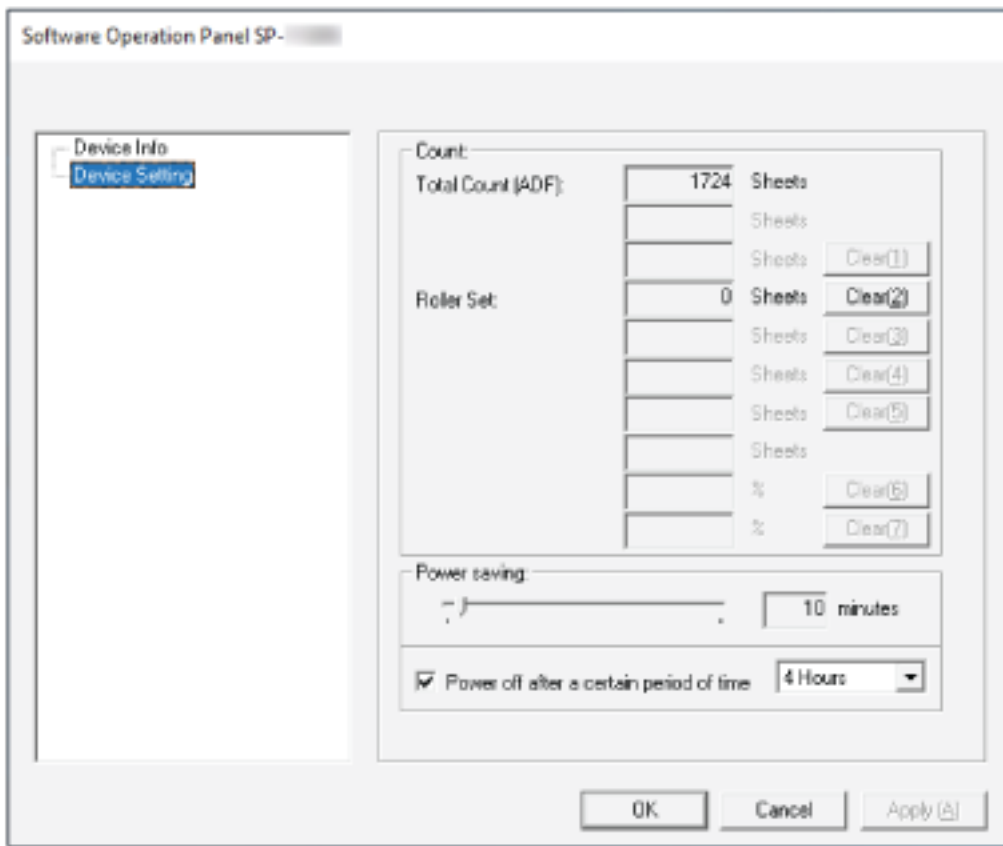 Software Operation Panel SP-
Device Info
Device Setting
Count:
Total Count (ADF): 1724 Sheets
Sheets
Sheets Clear(1)
Roller Set: 0 Sheets Clear(2)
Sheets Clear(3)
Sheets Clear(4)
Sheets Clear(5)
Sheets
% Clear(6)
% Clear(7)
Power saving:
10 minutes
Power off after a certain period of time 4 Hours
OK Cancel Apply (A)